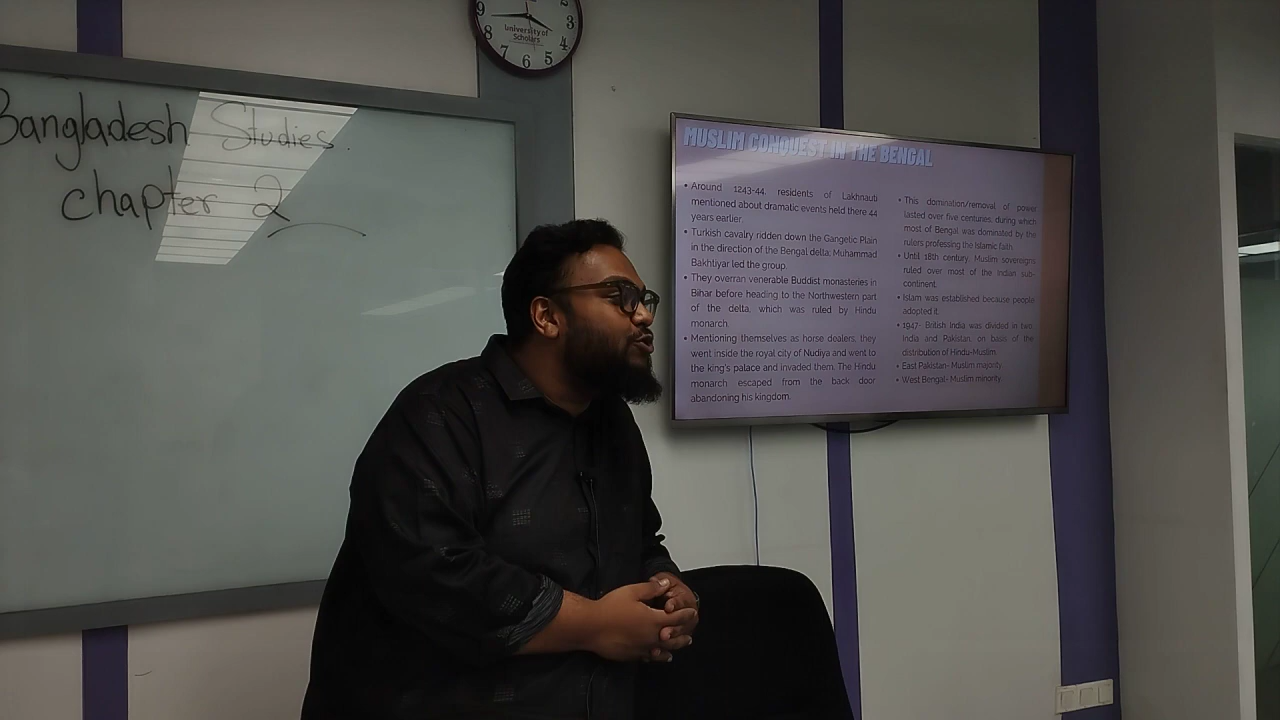 Bangladesh Studies.
chapter 2
9
8
7
6
5
4
3
2
University of
Scholars
MUSLIM CONQUEST IN THE BENGAL
• Around 1243-44, residents of Lakhnauti
mentioned about dramatic events held there 44
years earlier.
• Turkish cavalry ridden down the Gangetic Plain
in the direction of the Bengal delta. Muhammad
Bakhtiyar led the group.
• They overran venerable Buddist monasteries in
Bihar before heading to the Northwestern part
of the delta, which was ruled by Hindu
monarch.
• Mentioning themselves as horse dealers, they
went inside the royal city of Nudiya and went to
the king's palace and invaded them. The Hindu
monarch escaped from the back door
abandoning his kingdom.
• This domination/removal of power
lasted over five centuries, during which
most of Bengal was dominated by the
rulers professing the Islamic faith.
• Until 18th century, Muslim sovereigns
ruled over most of the Indian sub-
continent.
• Islam was established because people
adopted it.
• 1947- British India was divided in two,
India and Pakistan, on basis of the
distribution of Hindu-Muslim.
• East Pakistan- Muslim majority.
• West Bengal- Muslim minority.